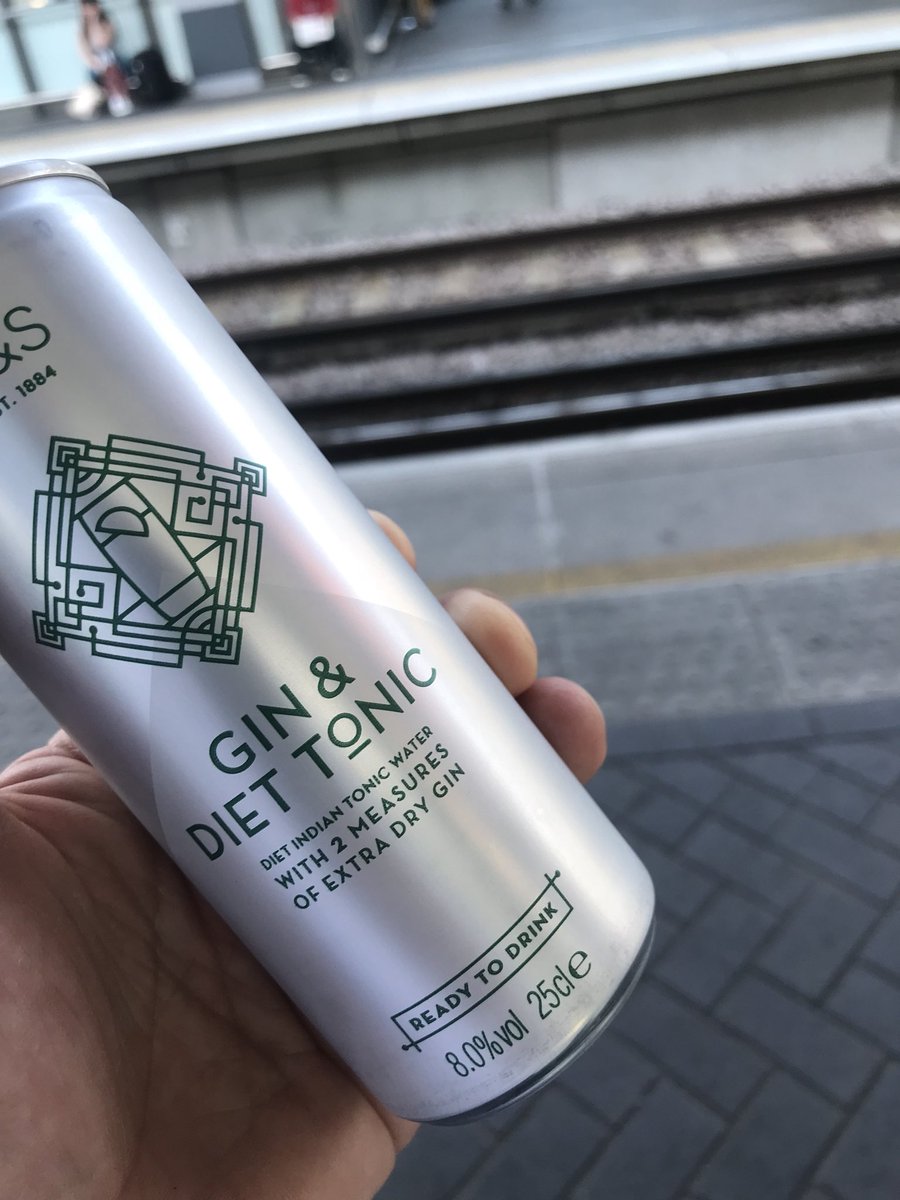 &S
EST. 1884
GIN &
DIET TONIC
DIET INDIAN TONIC WATER
WITH 2 MEASURES
OF EXTRA DRY GIN
READY TO DRINK
8.0%vol 25cl e